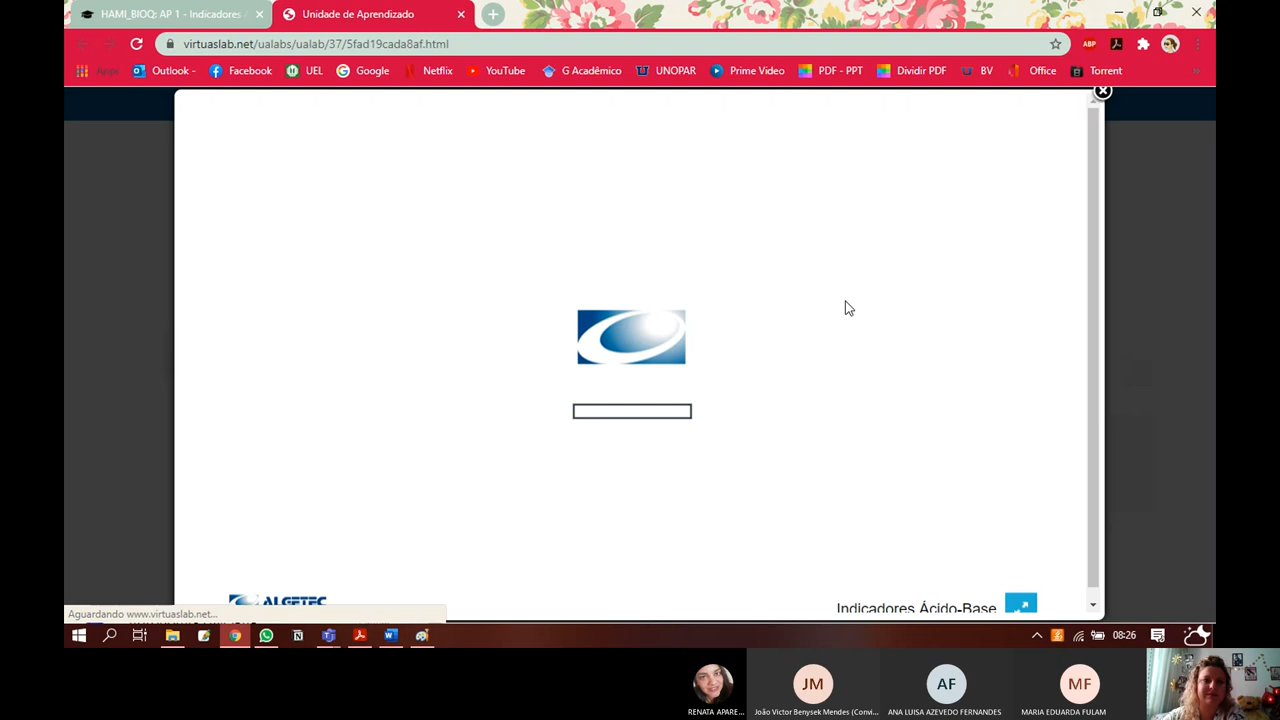 HAMI_BIOQ: AP 1 - Indicadores
Unidade de Aprendizado
virtuaslab.net/ualabs/ualab/37/5fad19cada8af.html
ABP
Apps
Outlook -
Facebook
UEL
Google
Netflix
YouTube
G Acadêmico
UNOPAR
Prime Video
PDF - PPT
Dividir PDF
BV
Office
Torrent
ALGETEC
Indicadores Ácido-Base
Aguardando www.virtuaslab.net...
08:26
JM
AF
MF
RENATA APARE...
João Victor Benysek Mendes (Convi...
ANA LUISA AZEVEDO FERNANDES
MARIA EDUARDA FULAM